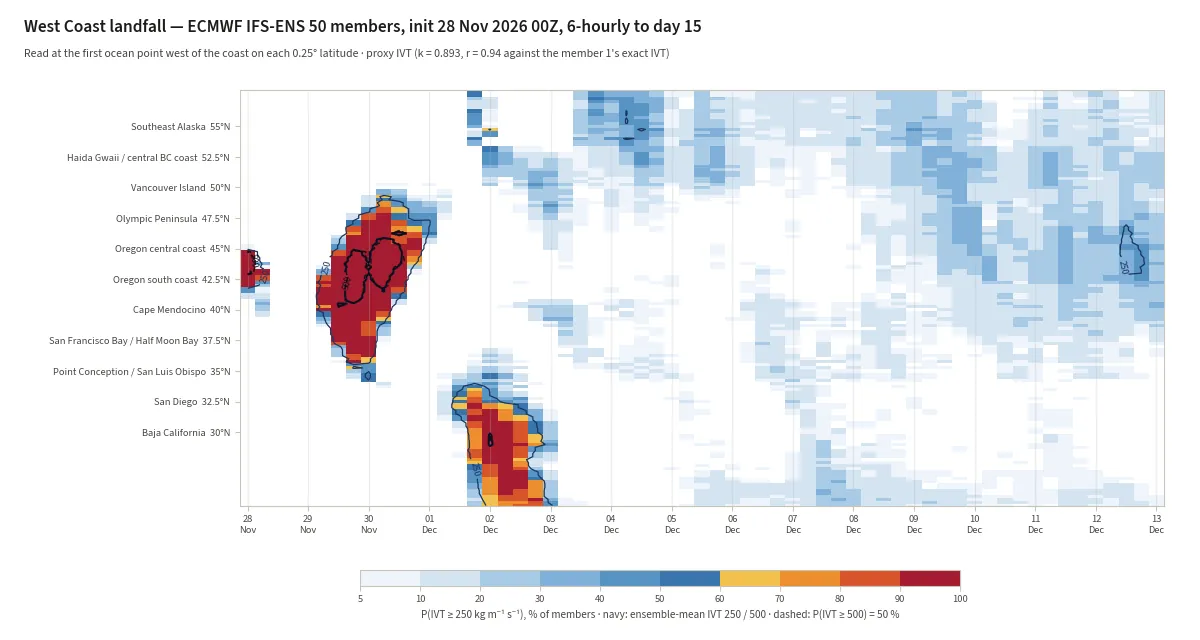 West Coast landfall — ECMWF IFS-ENS 50 members, init 28 Nov 2026 00Z, 6-hourly to day 15
Read at the first ocean point west of the coast on each 0.25° latitude · proxy IVT (k = 0.893, r = 0.94 against the member 1's exact IVT)
Southeast Alaska 55°N
Haida Gwaii / central BC coast 52.5°N
Vancouver Island 50°N
Olympic Peninsula 47.5°N
Oregon central coast 45°N
Oregon south coast 42.5°N
Cape Mendocino 40°N
San Francisco Bay / Half Moon Bay 37.5°N
Point Conception / San Luis Obispo 35°N
San Diego 32.5°N
Baja California 30°N
250
28 29 30 01 02 03 04 05 06 07 08 09 10 11 12 13
Nov Nov Nov Dec Dec Dec Dec Dec Dec Dec Dec Dec Dec Dec Dec Dec
5 10 20 30 40 50 60 70 80 90 100
P(IVT ≥ 250 kg m⁻¹ s⁻¹), % of members · navy: ensemble-mean IVT 250 / 500 · dashed: P(IVT ≥ 500) = 50 %